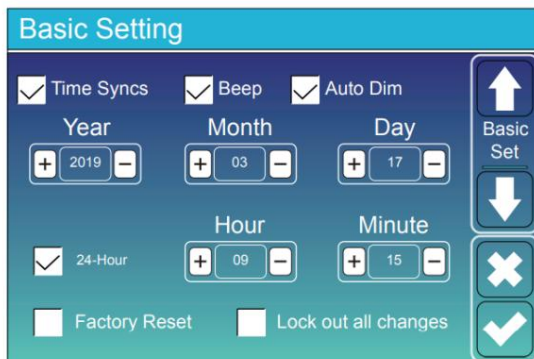 Basic Setting
Time Syncs Beep Auto Dim
Year Month Day
+ 2019 - + 03 - + 17 -
Basic
Set
Hour Minute
24-Hour + 09 - + 15 -
Factory Reset Lock out all changes